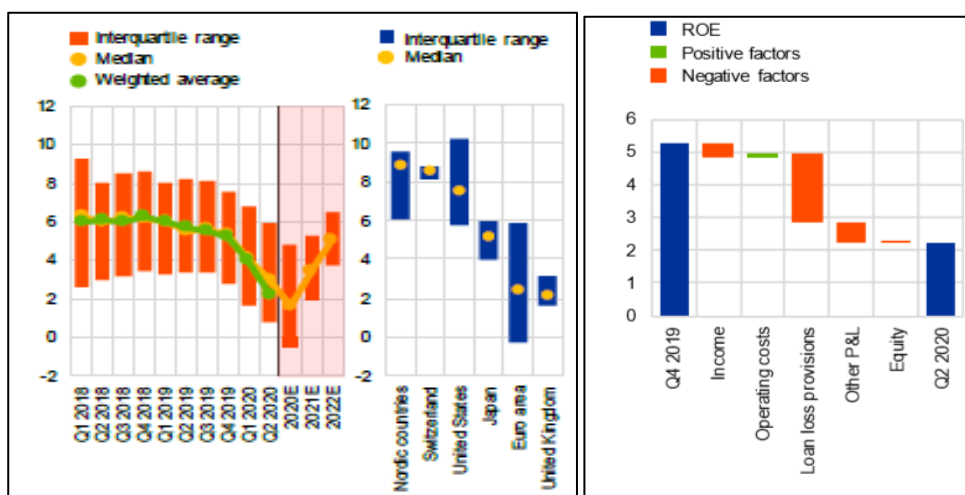 Interquartile range
Median
Weighted average
12
10
8
6
4
2
0
-2
Q1 2018
Q2 2018
Q3 2018
Q4 2018
Q1 2019
Q2 2019
Q3 2019
Q4 2019
Q1 2020
Q2 2020
2020E
2021E
2022E
Interquartile range
Median
12
10
8
6
4
2
0
-2
Nordic countries
Switzerland
United States
Japan
Euro area
United Kingdom
ROE
Positive factors
Negative factors
6
5
4
3
2
1
0
Q4 2019
Income
Operating costs
Loan loss provisions
Other P&L
Equity
Q2 2020